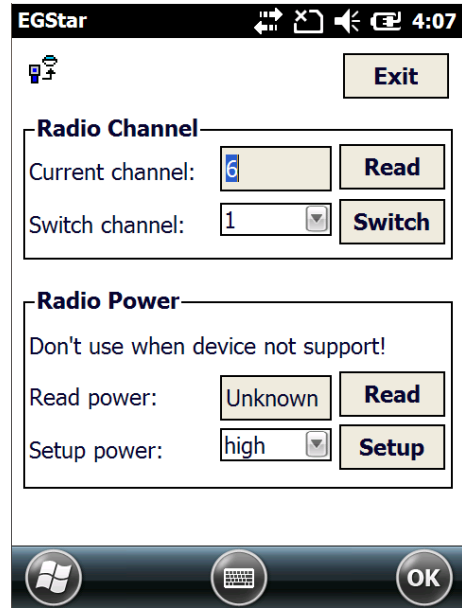 EGStar 4:07
Exit
Radio Channel
Current channel: 6 Read
Switch channel: 1 Switch
Radio Power
Don't use when device not support!
Read power: Unknown Read
Setup power: high Setup
OK